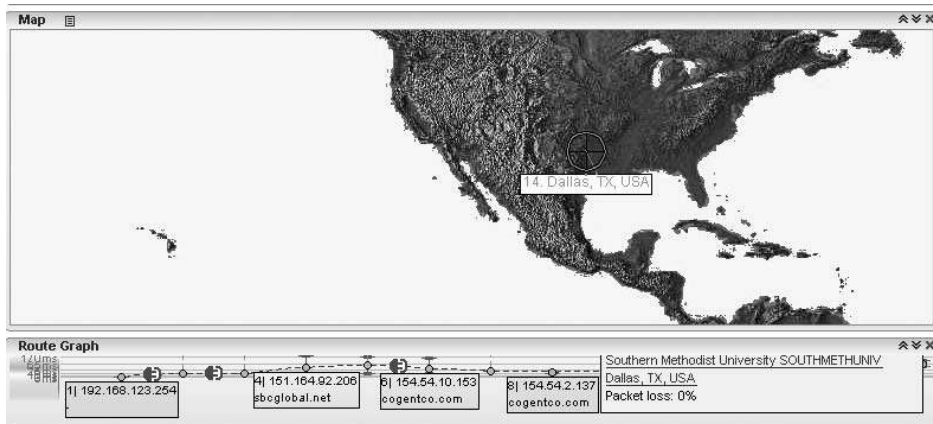 Map
14. Dallas, TX, USA
Route Graph
170ms
1| 192.168.123.254
4| 151.164.92.206
sbcglobal.net
6| 154.54.10.153
cogentco.com
8| 154.54.2.137
cogentco.com
Southern Methodist University SOUTHMETHUNIV
Dallas, TX, USA
Packet loss: 0%